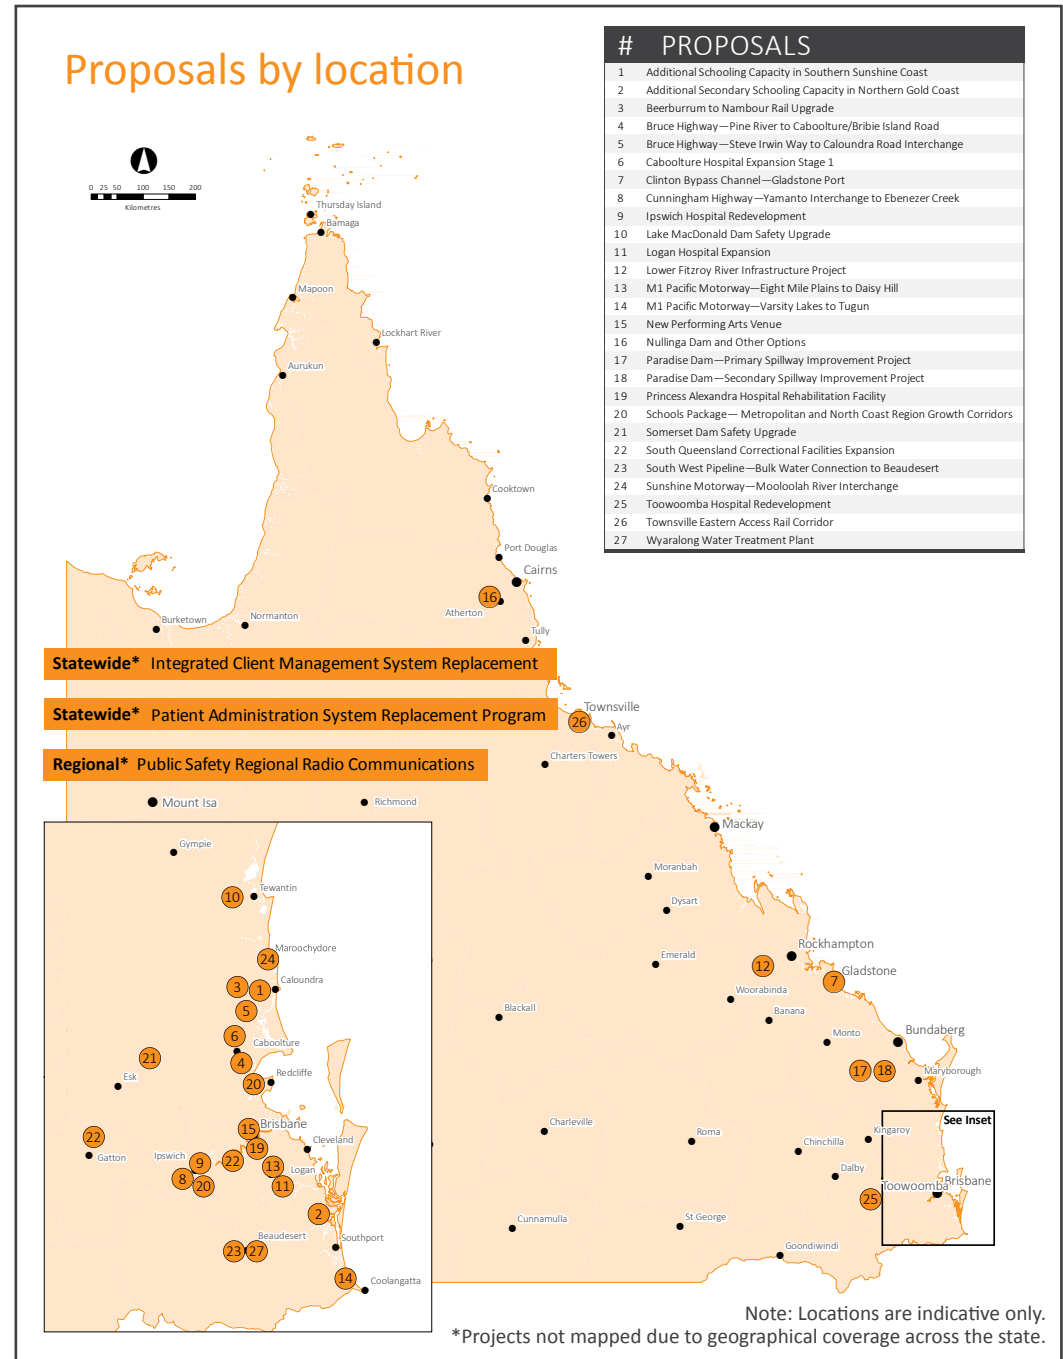 Proposals by location
0 25 50 100 150 200
Kilometres
# PROPOSALS
1 Additional Schooling Capacity in Southern Sunshine Coast
2 Additional Secondary Schooling Capacity in Northern Gold Coast
3 Beerburrum to Nambour Rail Upgrade
4 Bruce Highway—Pine River to Caboolture/Bribie Island Road
5 Bruce Highway—Steve Irwin Way to Caloundra Road Interchange
6 Caboolture Hospital Expansion Stage 1
7 Clinton Bypass Channel—Gladstone Port
8 Cunningham Highway—Yamanto Interchange to Ebenezer Creek
9 Ipswich Hospital Redevelopment
10 Lake MacDonald Dam Safety Upgrade
11 Logan Hospital Expansion
12 Lower Fitzroy River Infrastructure Project
13 M1 Pacific Motorway—Eight Mile Plains to Daisy Hill
14 M1 Pacific Motorway—Varsity Lakes to Tugun
15 New Performing Arts Venue
16 Nullinga Dam and Other Options
17 Paradise Dam—Primary Spillway Improvement Project
18 Paradise Dam—Secondary Spillway Improvement Project
19 Princess Alexandra Hospital Rehabilitation Facility
20 Schools Package— Metropolitan and North Coast Region Growth Corridors
21 Somerset Dam Safety Upgrade
22 South Queensland Correctional Facilities Expansion
23 South West Pipeline—Bulk Water Connection to Beaudesert
24 Sunshine Motorway—Mooloolah River Interchange
25 Toowoomba Hospital Redevelopment
26 Townsville Eastern Access Rail Corridor
27 Wyaralong Water Treatment Plant
Thursday Island
Bamaga
Mapoon
Lockhart River
Aurukun
Cooktown
Port Douglas
Cairns
16
Atherton
Normanton
Burketown
Tully
Statewide* Integrated Client Management System Replacement
Townsville
Statewide* Patient Administration System Replacement Program
26
Ayr
Charters Towers
Regional* Public Safety Regional Radio Communications
Mount Isa
Richmond
Mackay
Moranbah
Dysart
Rockhampton
Emerald
12
Gladstone
7
Woorabinda
Blackall
Banana
Bundaberg
Monto
17
18
Maryborough
See Inset
Charleville
Kingaroy
Roma
Chinchilla
Dalby
Toowoomba
Brisbane
25
Cunnamulla
St George
Goondiwindi
Gympie
Tewantin
10
Maroochydore
24
Caloundra
3
1
5
6
Caboolture
21
4
Esk
Redcliffe
20
15
Brisbane
22
Gatton
Cleveland
19
Ipswich
9
22
13
Logan
8
20
11
2
Beaudesert
Southport
23
27
14
Coolangatta
Note: Locations are indicative only.
*Projects not mapped due to geographical coverage across the state.